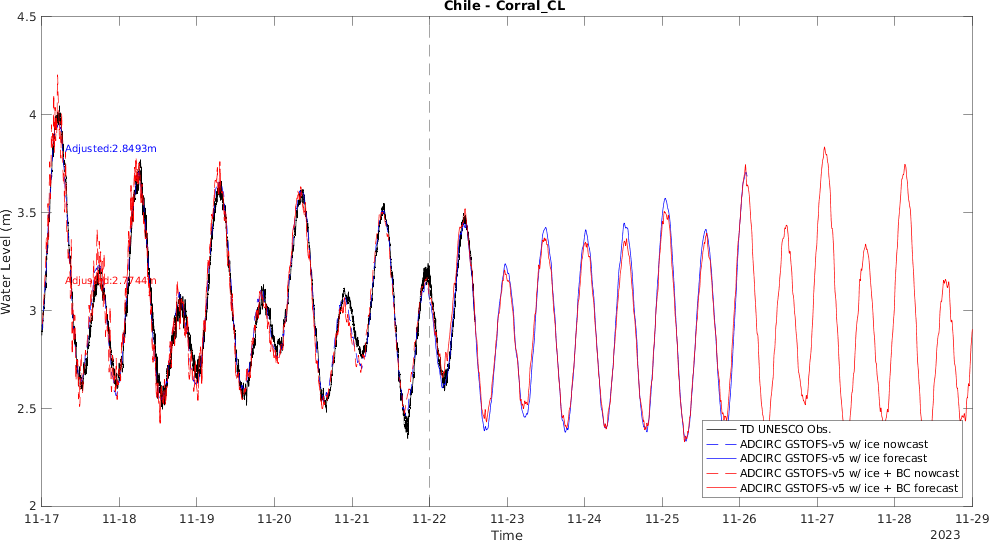 Chile - Corral_CL
4.5
4
3.5
3
2.5
2
Water Level (m)
Adjusted:2.8493m
Adjusted:2.7744m
TD UNESCO Obs.
ADCIRC GSTOFS-v5 w/ ice nowcast
ADCIRC GSTOFS-v5 w/ ice forecast
ADCIRC GSTOFS-v5 w/ ice + BC nowcast
ADCIRC GSTOFS-v5 w/ ice + BC forecast
11-17 11-18 11-19 11-20 11-21 11-22 11-23 11-24 11-25 11-26 11-27 11-28 11-29
Time
2023